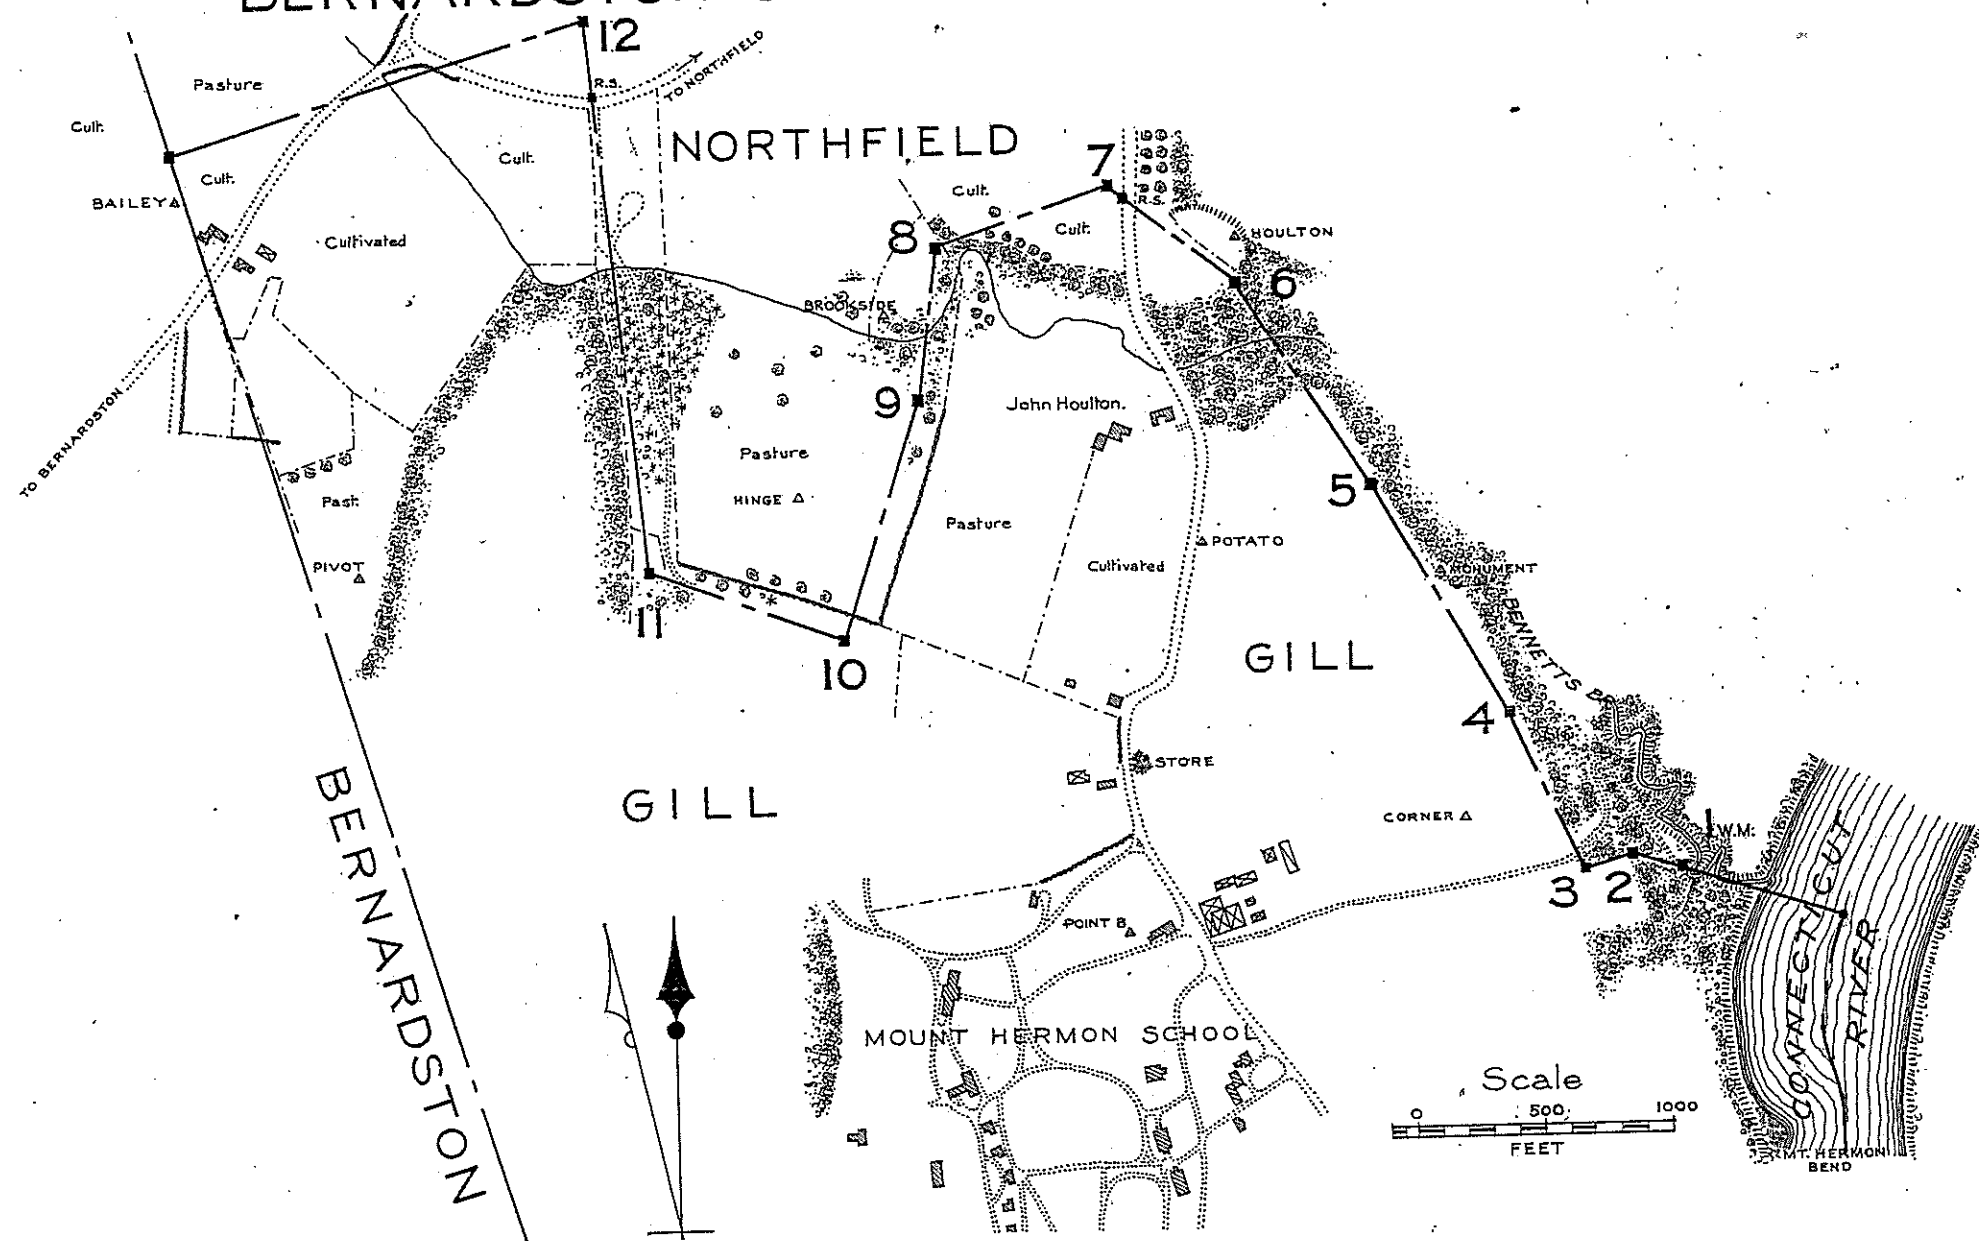 12
R.S.
TO NORTHFIELD
Pasture
Cult.
NORTHFIELD
Cult.
7
Cult.
Cult.
R.S.
BAILEY
8
Cult.
HOULTON
Cultivated
6
BROOKSIDE
9
John Houlton.
TO BERNARDSTON
Pasture
5
HINGE
Past.
Pasture
POTATO
PIVOT
Cultivated
MONUMENT
11
BENNETTS BR
10
GILL
4
STORE
GILL
BERNARDSTON
CORNER
1
W.M.
3
2
POINT B
CONNECTICUT
RIVER
MOUNT HERMON SCHOOL
Scale
0 500 1000
FEET
MT. HERMON
BEND